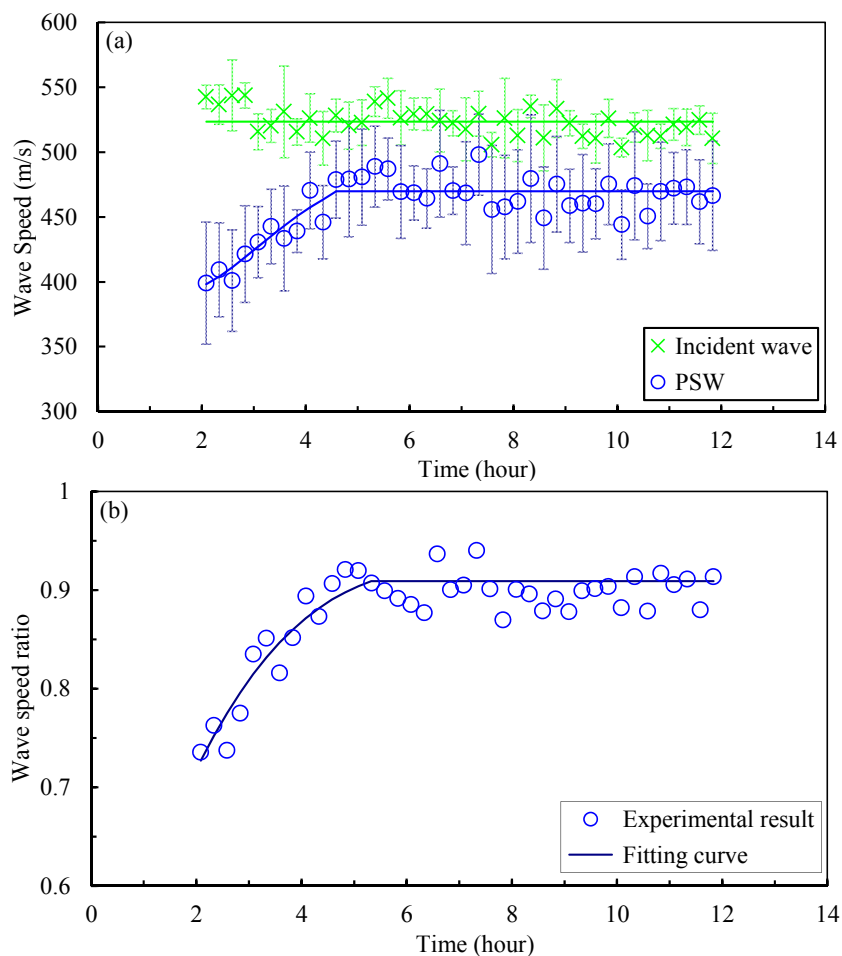 (a)
600
550
500
450
400
350
300
Wave Speed (m/s)
Incident wave
PSW
0 2 4 6 8 10 12 14
Time (hour)
(b)
1
0.9
0.8
0.7
0.6
Wave speed ratio
Experimental result
Fitting curve
0 2 4 6 8 10 12 14
Time (hour)